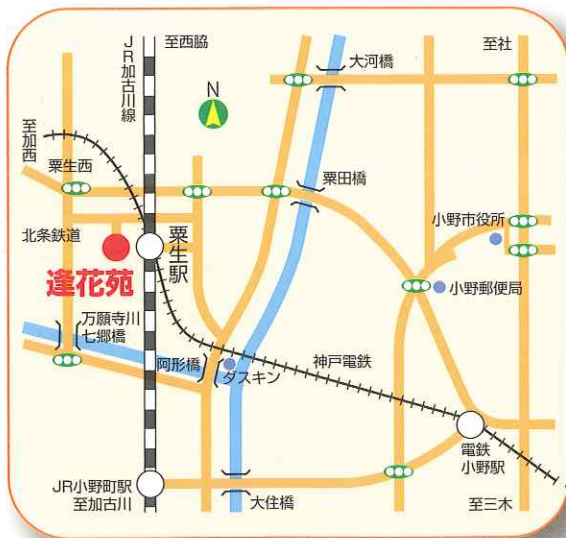 至西脇
JR加古川線
大河橋
至社
N
至加西
粟生西
粟田橋
小野市役所
北条鉄道
粟生駅
逢花苑
小野郵便局
万願寺川
七郷橋
阿形橋
ダスキン
神戸電鉄
電鉄
小野駅
JR小野町駅
至加古川
大住橋
至三木